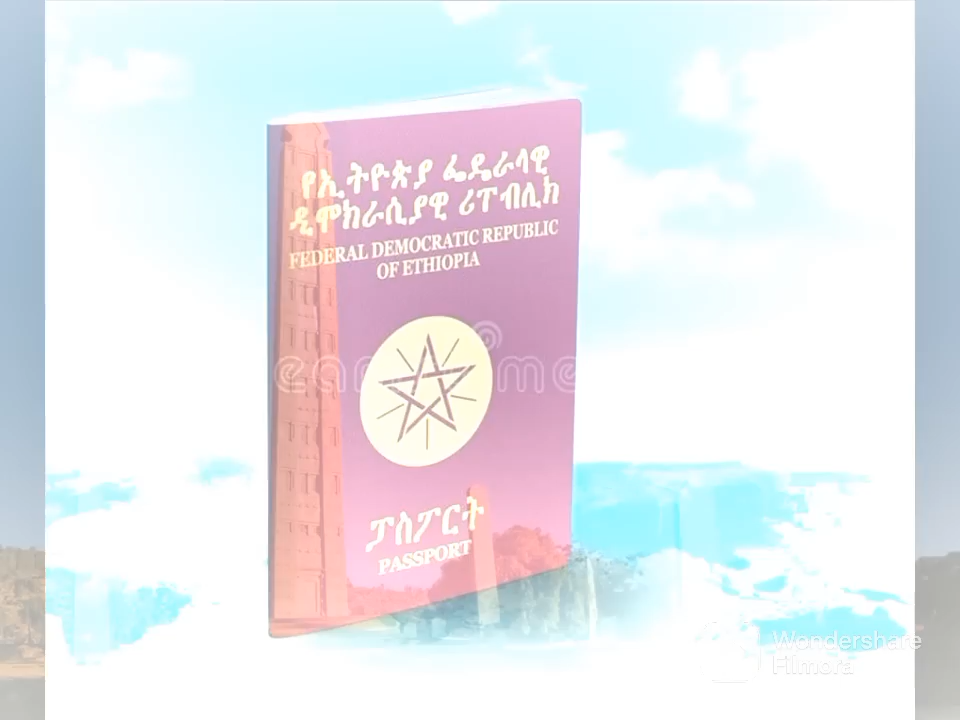 የኢትዮጵያ ፌዴራላዊ
ዲሞክራሲያዊ ሪፐብሊክ
FEDERAL DEMOCRATIC REPUBLIC
OF ETHIOPIA
ፓስፖርት
PASSPORT
Wondershare
Filmora